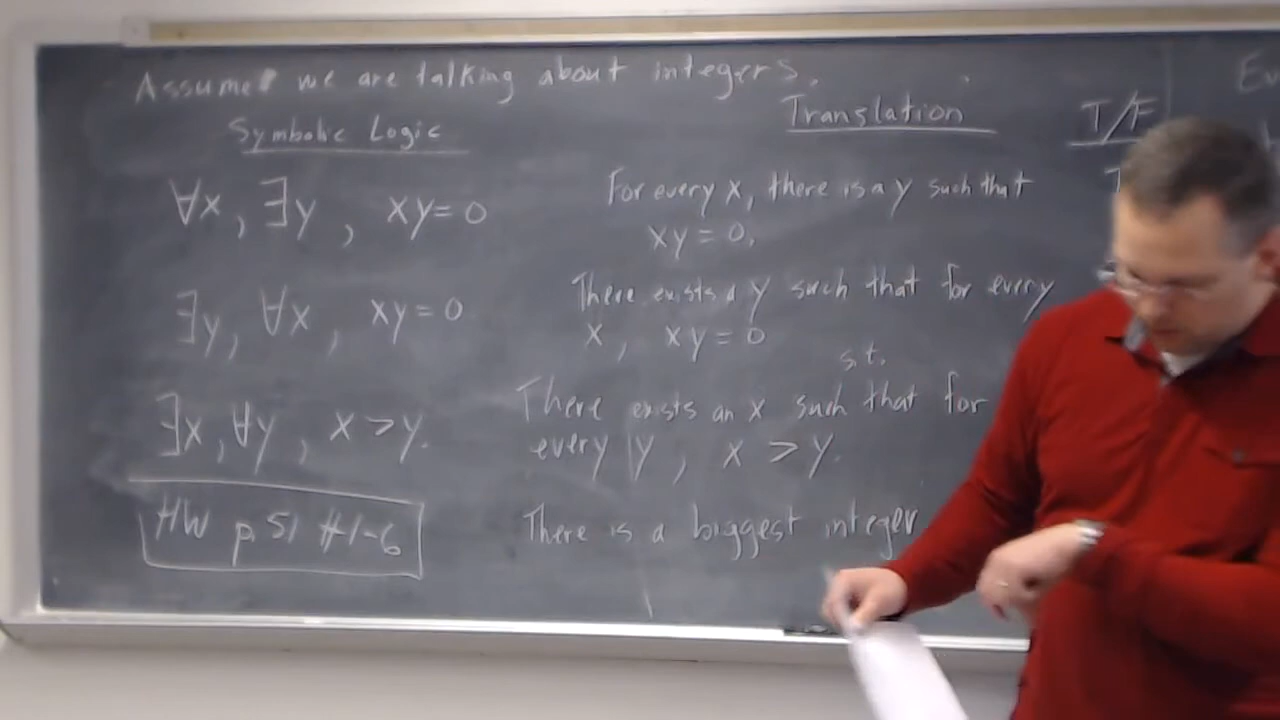 Assume we are talking about integers.
Symbolic Logic
Translation
T/F
∀x, ∃y, xy=0
For every x, there is a y such that
xy=0.
T
∃y, ∀x, xy=0
There exists a y such that for every
x, xy=0
s.t.
∃x, ∀y, x>y.
There exists an x such that for
every y, x>y.
HW p. 51 #1-6
There is a biggest integer